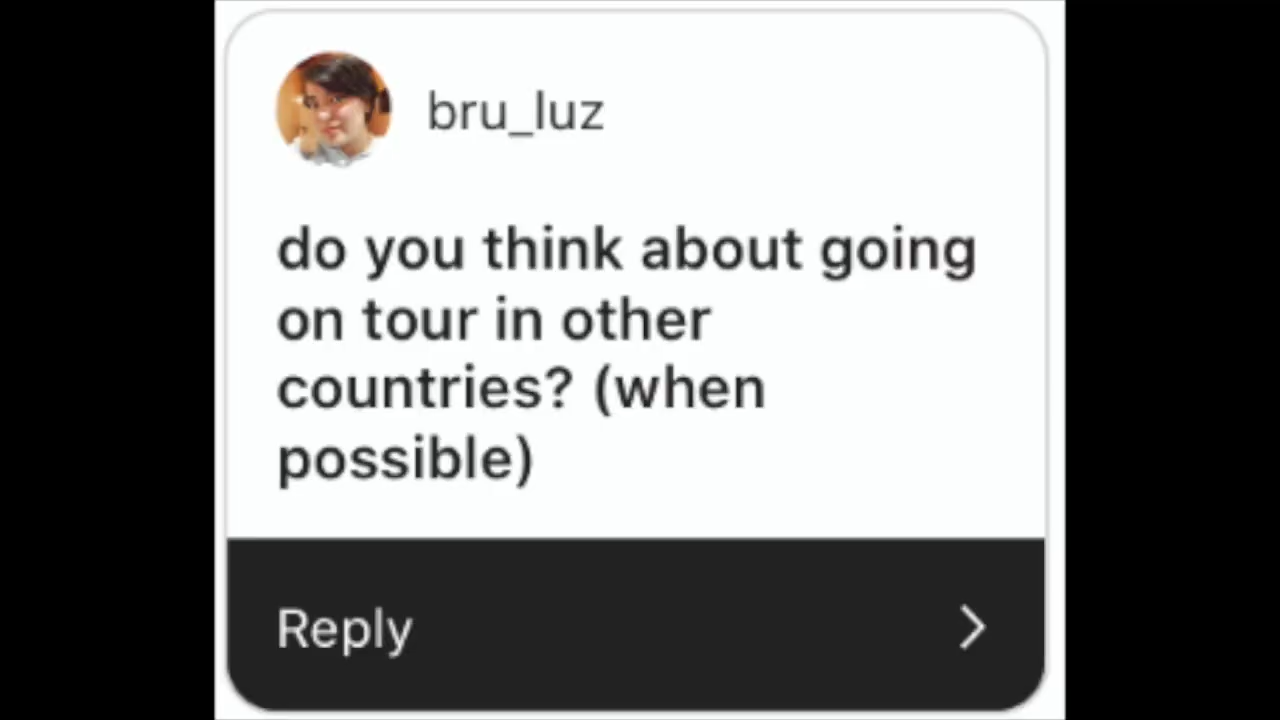 bru_luz
do you think about going
on tour in other
countries? (when
possible)
Reply